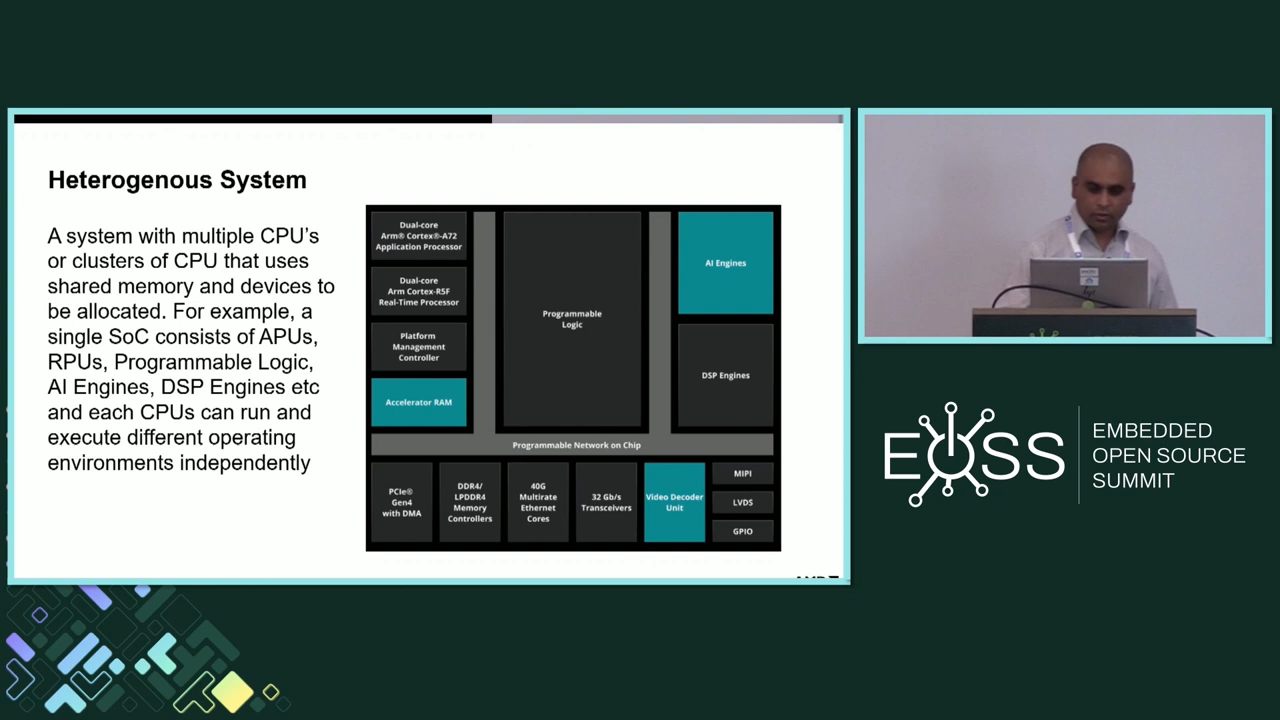 Heterogenous System
A system with multiple CPU's
or clusters of CPU that uses
shared memory and devices to
be allocated. For example, a
single SoC consists of APUs,
RPUs, Programmable Logic,
AI Engines, DSP Engines etc
and each CPUs can run and
execute different operating
environments independently
Dual-core
Arm® Cortex®-A72
Application Processor
Dual-core
Arm Cortex-R5F
Real-Time Processor
Platform
Management
Controller
Accelerator RAM
Programmable
Logic
AI Engines
DSP Engines
Programmable Network on Chip
PCIe®
Gen4
with DMA
DDR4/
LPDDR4
Memory
Controllers
40G
Multirate
Ethernet
Cores
32 Gb/s
Transceivers
Video Decoder
Unit
MIPI
LVDS
GPIO
EOSS
EMBEDDED
OPEN SOURCE
SUMMIT